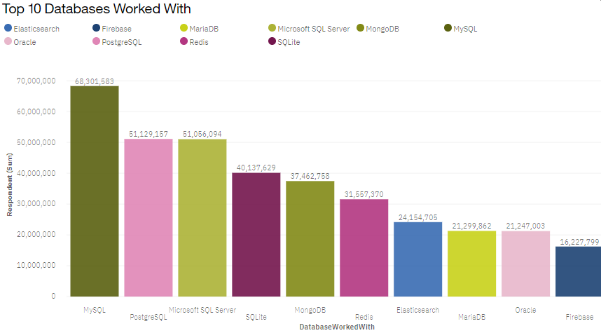 Top 10 Databases Worked With
Elasticsearch Firebase MariaDB Microsoft SQL Server MongoDB MySQL
Oracle PostgreSQL Redis SQLite
70,000,000
60,000,000
50,000,000
40,000,000
30,000,000
20,000,000
10,000,000
0
Respondent (Sum)
68,301,583
51,129,157
51,056,094
40,137,629
37,462,758
31,557,370
24,154,705
21,299,862
21,247,003
16,227,799
MySQL
PostgreSQL
Microsoft SQL Server
SQLite
MongoDB
Redis
Elasticsearch
MariaDB
Oracle
Firebase
DatabaseWorkedWith